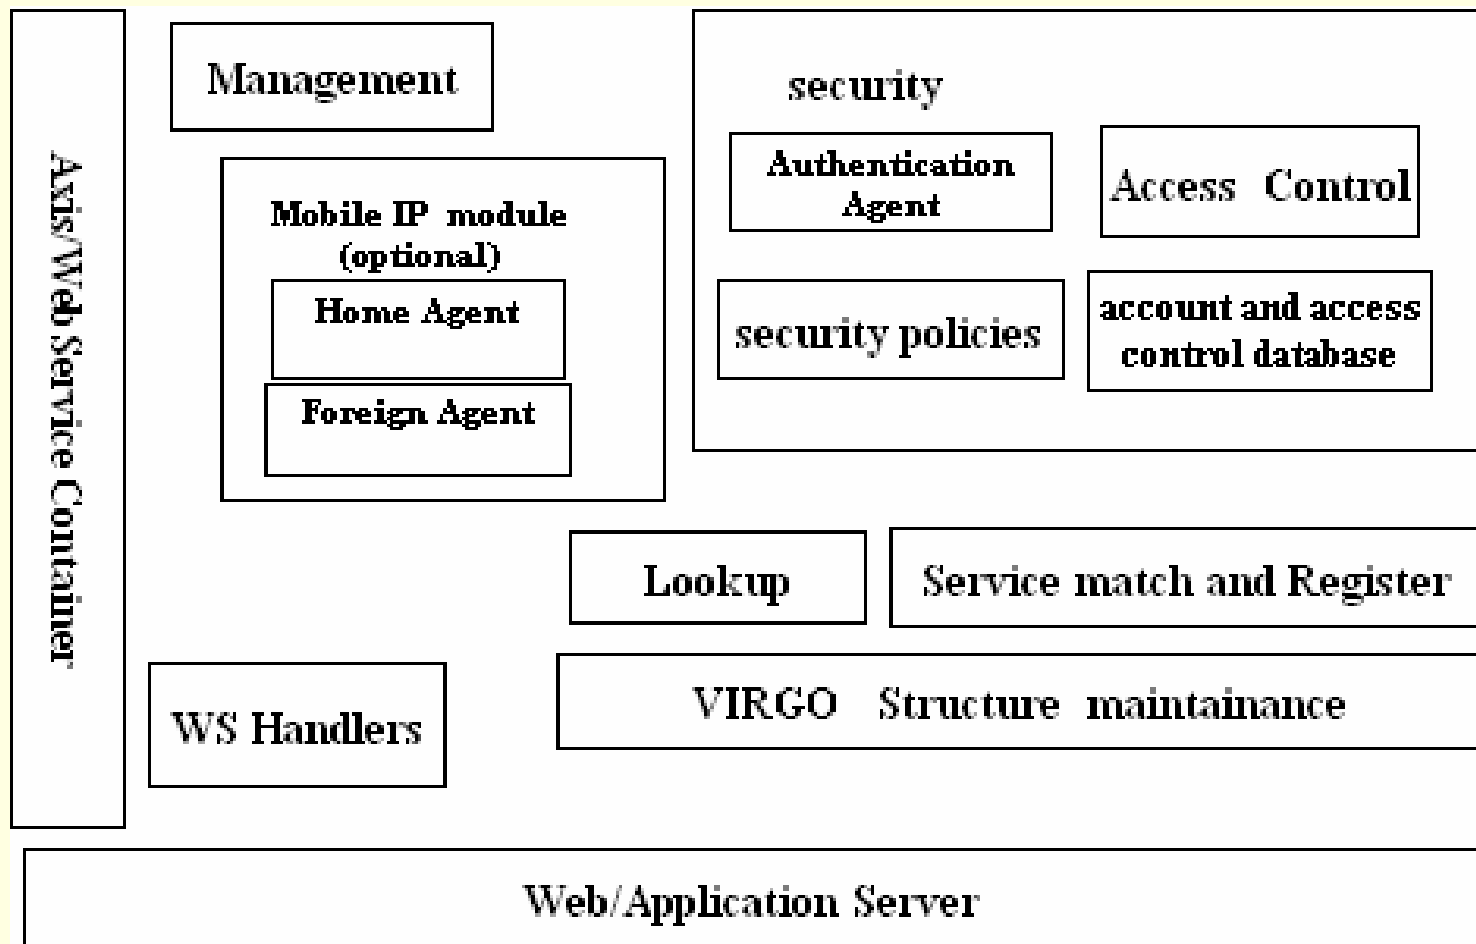 Axis/Web Service Container
Management
Mobile IP module
(optional)
Home Agent
Foreign Agent
security
Authentication
Agent
Access Control
security policies
account and access
control database
Lookup
Service match and Register
WS Handlers
VIRGO Structure maintainance
Web/Application Server